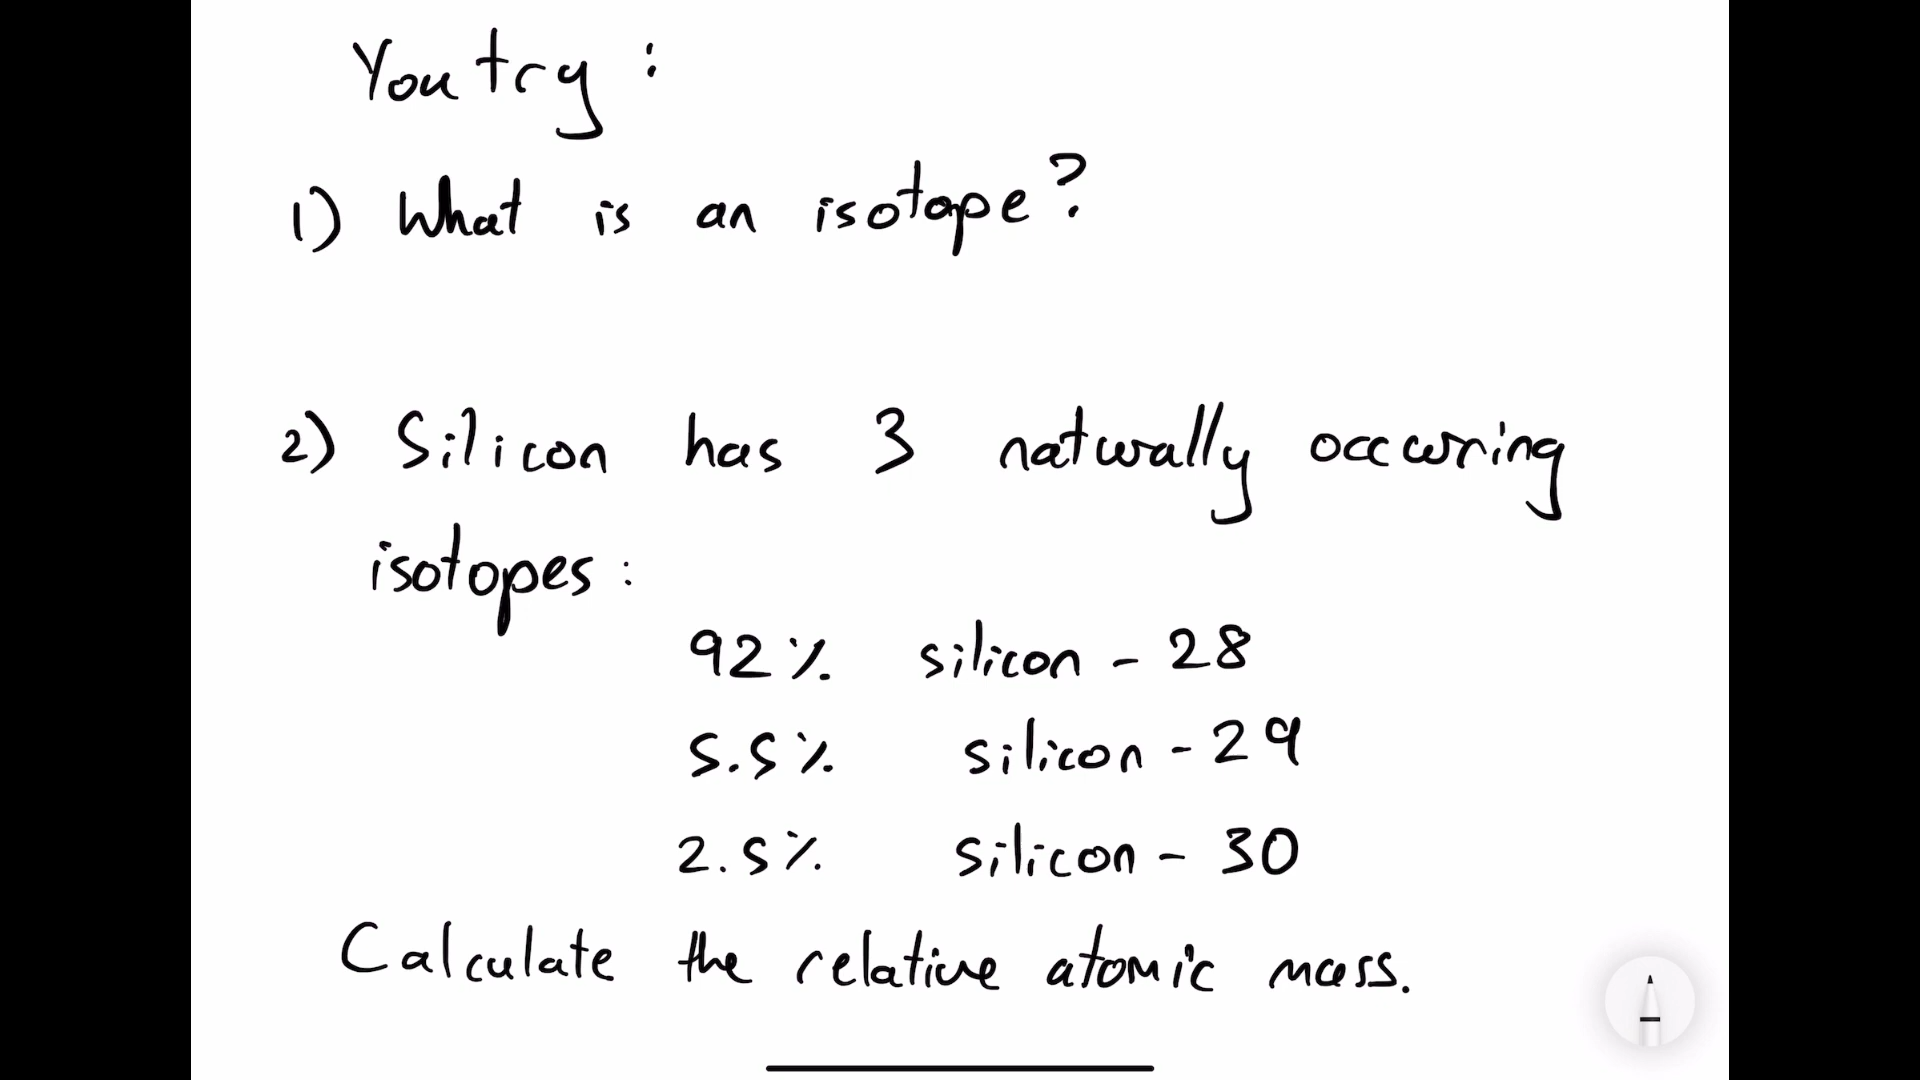 You try:
1) What is an isotope?
2) Silicon has 3 naturally occurring
isotopes:
92% silicon - 28
5.5% silicon - 29
2.5% silicon - 30
Calculate the relative atomic mass.